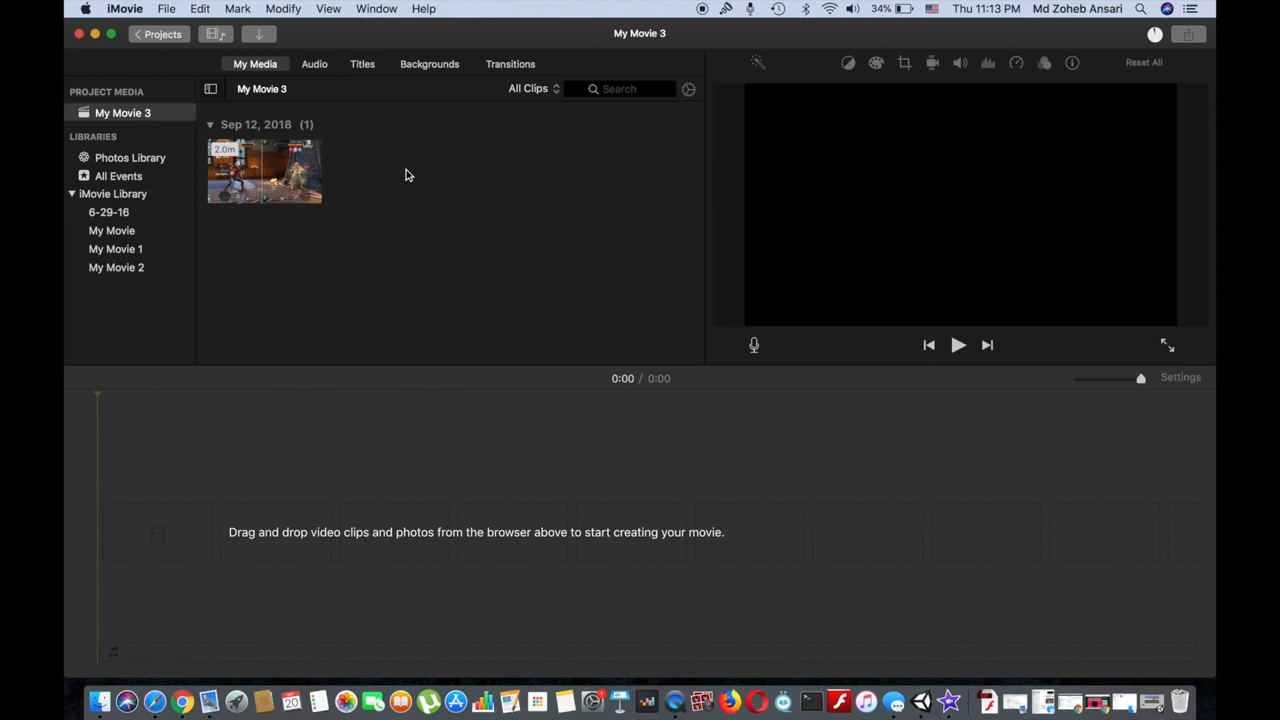 iMovie File Edit Mark Modify View Window Help 34% Thu 11:13 PM Md Zoheb Ansari
Projects My Movie 3
My Media Audio Titles Backgrounds Transitions Reset All
PROJECT MEDIA My Movie 3 All Clips Search
My Movie 3
LIBRARIES
Photos Library
All Events
iMovie Library
6-29-16
My Movie
My Movie 1
My Movie 2
Sep 12, 2018 (1)
2.0m
0:00 / 0:00 Settings
Drag and drop video clips and photos from the browser above to start creating your movie.
20